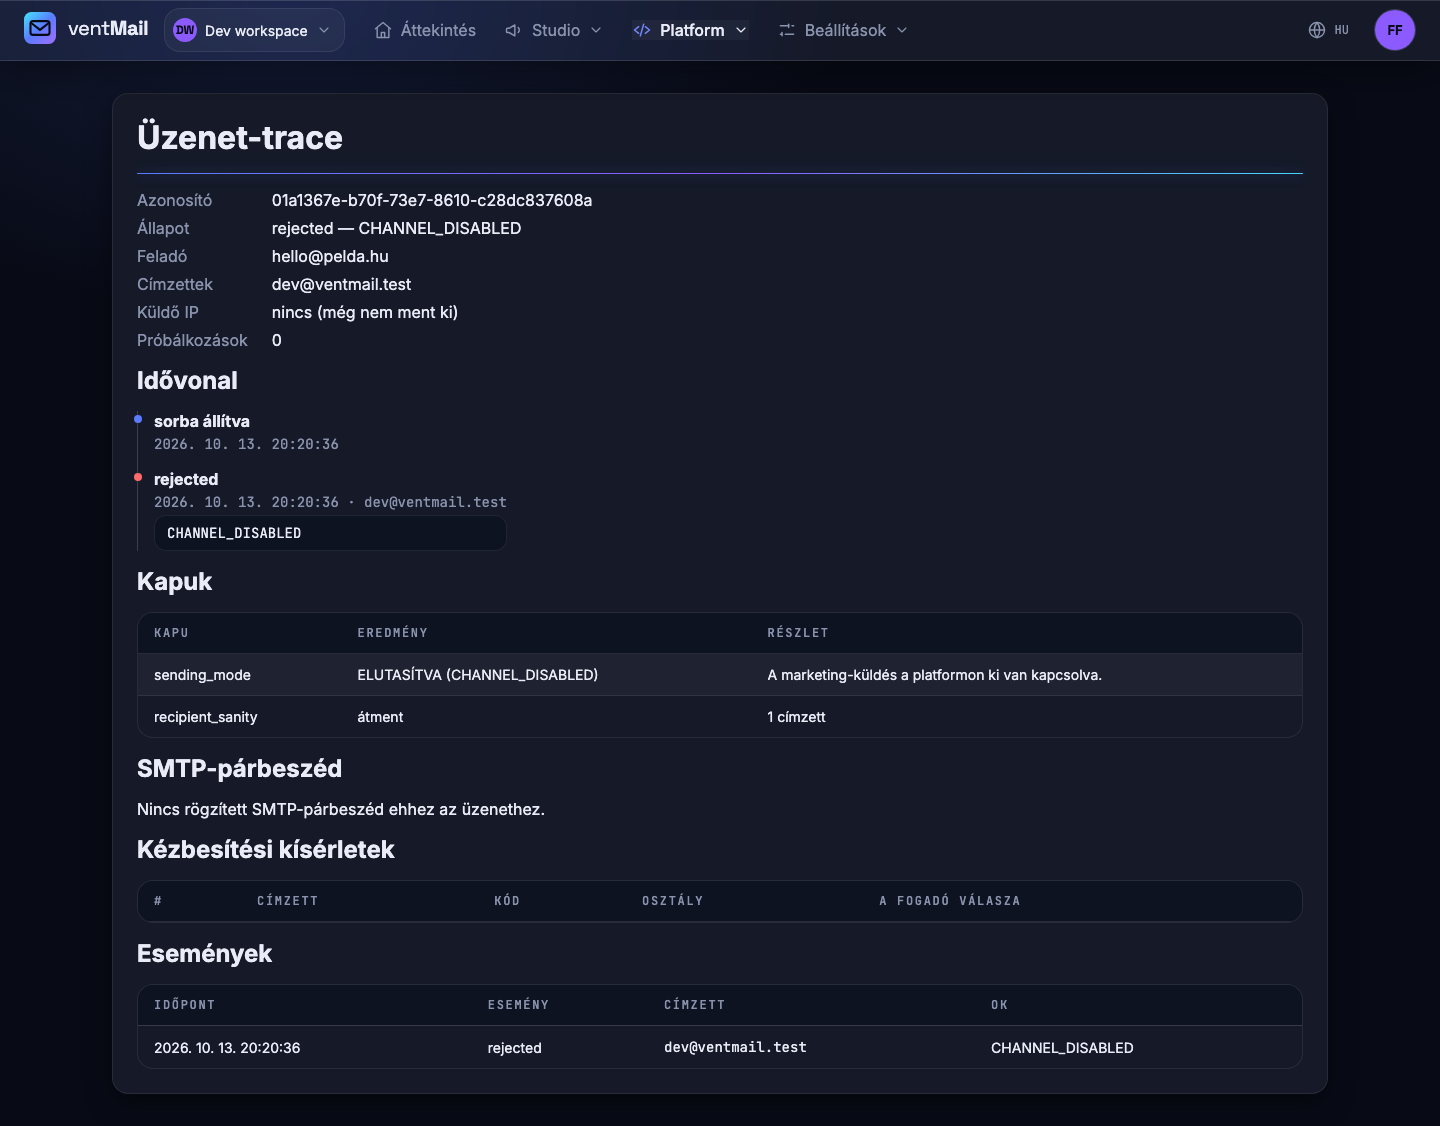 ventMail
DW Dev workspace
Áttekintés
Studio
Platform
Beállítások
HU
FF
Üzenet-trace
Azonosító 01a1367e-b70f-73e7-8610-c28dc837608a
Állapot rejected — CHANNEL_DISABLED
Feladó hello@pelda.hu
Címzettek dev@ventmail.test
Küldő IP nincs (még nem ment ki)
Próbálkozások 0
Idővonal
sorba állítva
2026. 10. 13. 20:20:36
rejected
2026. 10. 13. 20:20:36 · dev@ventmail.test
CHANNEL_DISABLED
Kapuk
KAPU EREDMÉNY RÉSZLET
sending_mode ELUTASÍTVA (CHANNEL_DISABLED) A marketing-küldés a platformon ki van kapcsolva.
recipient_sanity átment 1 címzett
SMTP-párbeszéd
Nincs rögzített SMTP-párbeszéd ehhez az üzenethez.
Kézbesítési kísérletek
# CÍMZETT KÓD OSZTÁLY A FOGADÓ VÁLASZA
Események
IDŐPONT ESEMÉNY CÍMZETT OK
2026. 10. 13. 20:20:36 rejected dev@ventmail.test CHANNEL_DISABLED